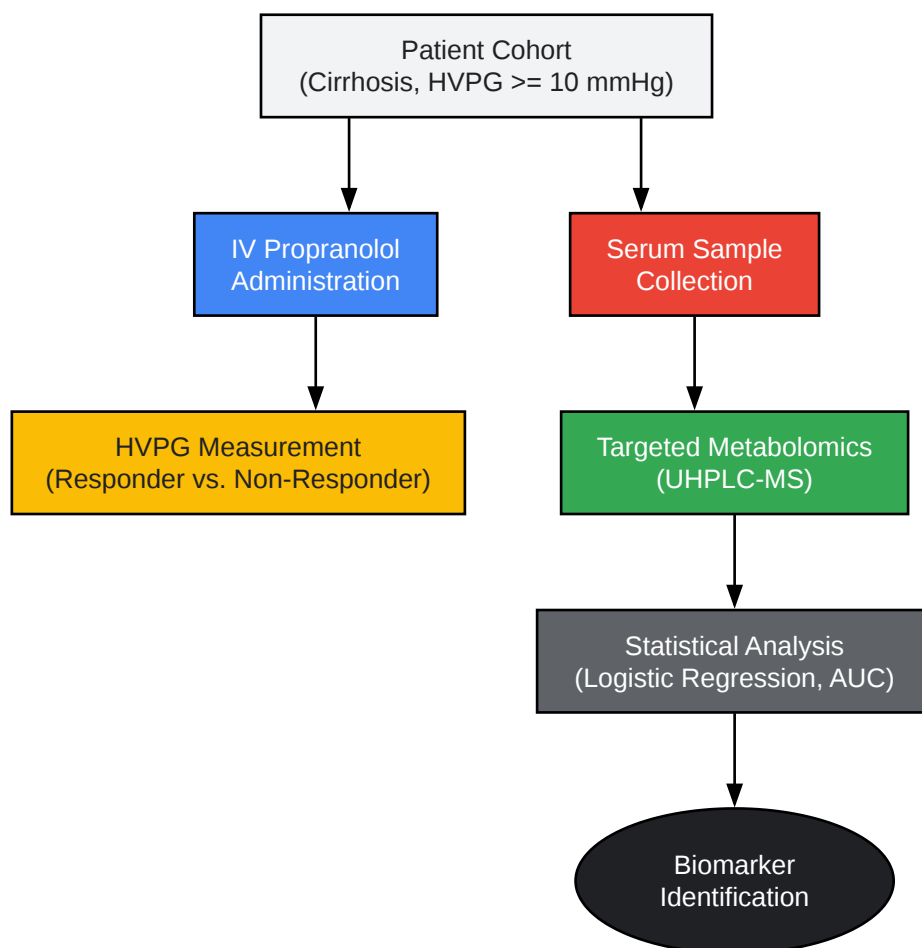 Patient Cohort
(Cirrhosis, HVPG >= 10 mmHg)
IV Propranolol
Administration
Serum Sample
Collection
HVPG Measurement
(Responder vs. Non-Responder)
Targeted Metabolomics
(UHPLC-MS)
Statistical Analysis
(Logistic Regression, AUC)
Biomarker
Identification